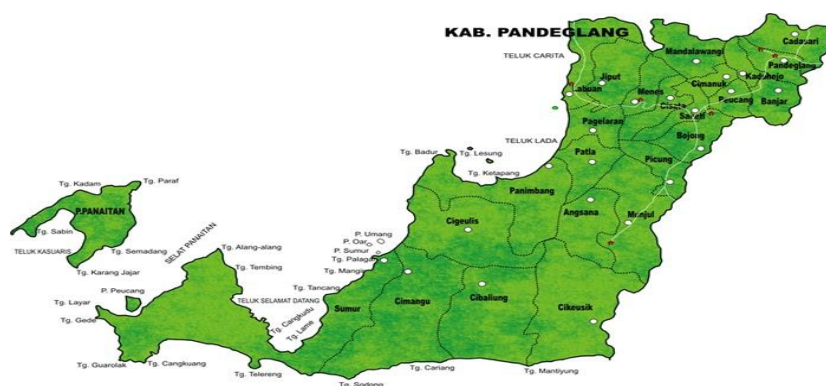 KAB. PANDEGLANG
Cadasari
Mandalawangi
Pandeglang
TELUK CARITA
Jiput
Kaduhejo
Cimanuk
Labuan
Menes
Peucang
Banjar
Cisata
Saketi
Pagelaran
Bojong
TELUK LADA
Patia
Picung
Tg. Badur
Tg. Lesung
Tg. Ketapang
Panimbang
Angsana
Munjul
Tg. Kadam
Tg. Paraf
P.PANAITAN
Cigeulis
Tg. Sabin
P. Umang
P. Oar
P. Sumur
Tg. Palagan
Tg. Mangir
TELUK KASUARIS
Tg. Semadang
SELAT PANAITAN
Tg. Alang-alang
Tg. Karang Jajar
Tg. Tembing
P. Peucang
Tg. Tancang
TELUK SELAMAT DATANG
Tg. Layar
Tg. Gede
Tg. Cangkudu
Tg. Lame
Sumur
Cimangu
Cibaliung
Cikeusik
Tg. Guarolak
Tg. Cangkuang
Tg. Telereng
Tg. Sodong
Tg. Cariang
Tg. Mantiyung